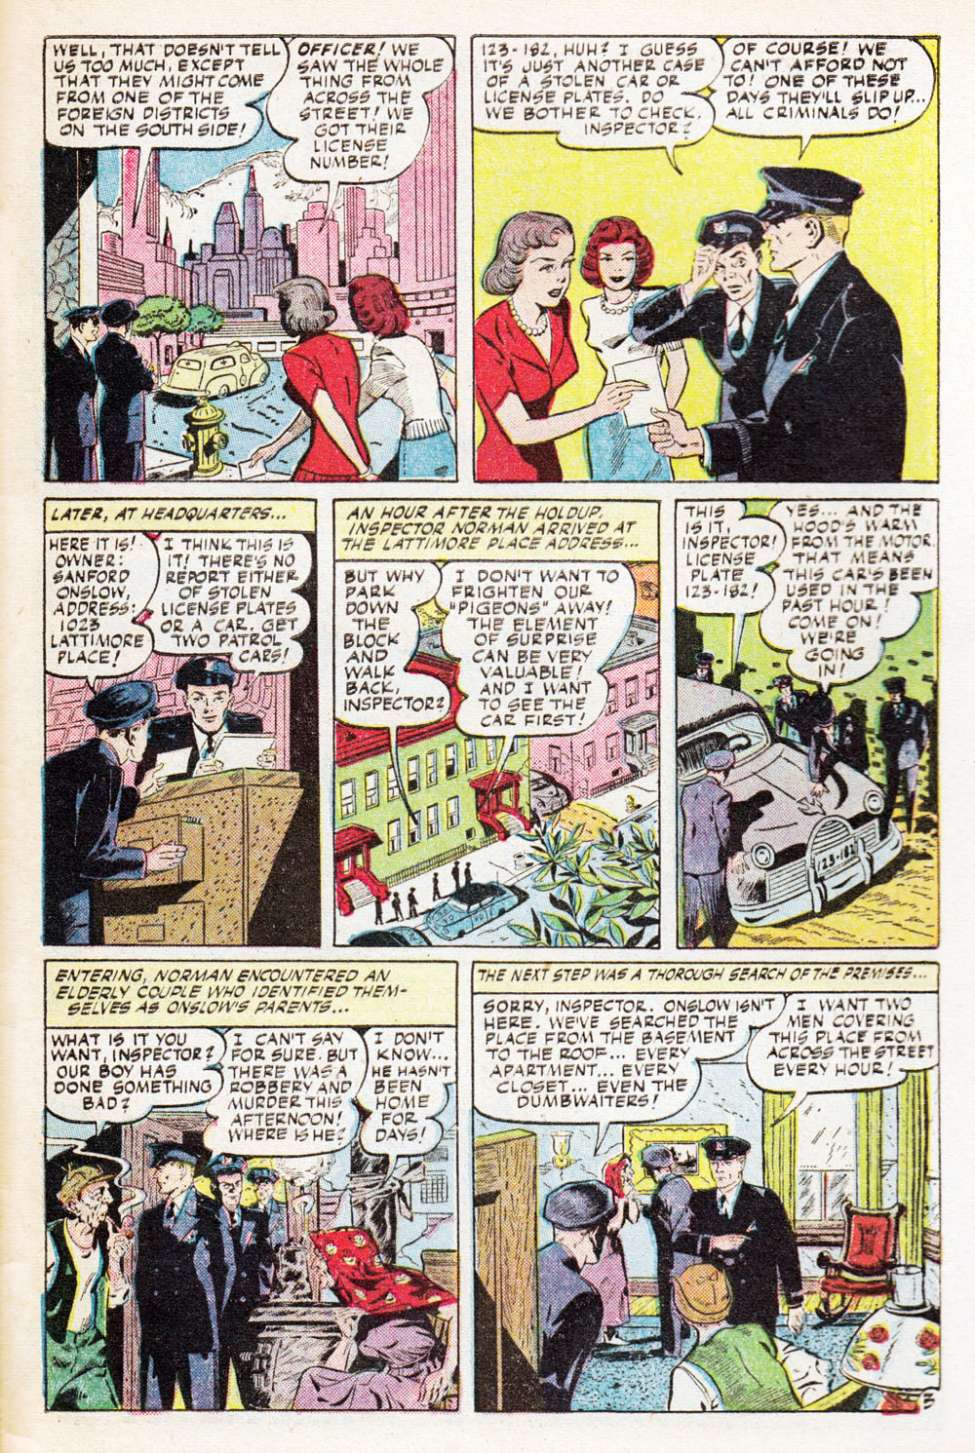 WELL, THAT DOESN'T TELL
US TOO MUCH, EXCEPT
THAT THEY MIGHT COME
FROM ONE OF THE
FOREIGN DISTRICTS
ON THE SOUTH SIDE!
OFFICER! WE
SAW THE WHOLE
THING FROM
ACROSS THE
STREET! WE
GOT THEIR
LICENSE
NUMBER!
123-182, HUH? I GUESS
IT'S JUST ANOTHER CASE
OF A STOLEN CAR OR
LICENSE PLATES. DO
WE BOTHER TO CHECK,
INSPECTOR?
OF COURSE! WE
CAN'T AFFORD NOT
TO! ONE OF THESE
DAYS THEY'LL SLIP UP...
ALL CRIMINALS DO!
LATER, AT HEADQUARTERS...
HERE IT IS!
OWNER:
SANFORD
ONSLOW,
ADDRESS:
1023
LATTIMORE
PLACE!
I THINK THIS IS
IT! THERE'S NO
REPORT EITHER
OF STOLEN
LICENSE PLATES
OR A CAR. GET
TWO PATROL
CARS!
AN HOUR AFTER THE HOLDUP,
INSPECTOR NORMAN ARRIVED AT
THE LATTIMORE PLACE ADDRESS...
BUT WHY
PARK
DOWN
THE
BLOCK
AND
WALK
BACK,
INSPECTOR?
I DON'T WANT TO
FRIGHTEN OUR
"PIGEONS" AWAY!
THE ELEMENT
OF SURPRISE
CAN BE VERY
VALUABLE!
AND I WANT
TO SEE THE
CAR FIRST!
THIS
IS IT,
INSPECTOR!
LICENSE
PLATE
123-182!
YES... AND THE
HOOD'S WARM
FROM THE MOTOR.
THAT MEANS
THIS CAR'S BEEN
USED IN THE
PAST HOUR!
COME ON!
WE'RE
GOING
IN!
123-182
ENTERING, NORMAN ENCOUNTERED AN
ELDERLY COUPLE WHO IDENTIFIED THEM-
SELVES AS ONSLOW'S PARENTS...
WHAT IS IT YOU
WANT, INSPECTOR?
OUR BOY HAS
DONE SOMETHING
BAD?
I CAN'T SAY
FOR SURE. BUT
THERE WAS A
ROBBERY AND
MURDER THIS
AFTERNOON!
WHERE IS HE?
I DON'T
KNOW...
HE HASN'T
BEEN
HOME
FOR
DAYS!
THE NEXT STEP WAS A THOROUGH SEARCH OF THE PREMISES...
SORRY, INSPECTOR. ONSLOW ISN'T
HERE. WE'VE SEARCHED THE
PLACE FROM THE BASEMENT
TO THE ROOF... EVERY
APARTMENT... EVERY
CLOSET... EVEN THE
DUMBWAITERS!
I WANT TWO
MEN COVERING
THIS PLACE FROM
ACROSS THE STREET
EVERY HOUR!
3